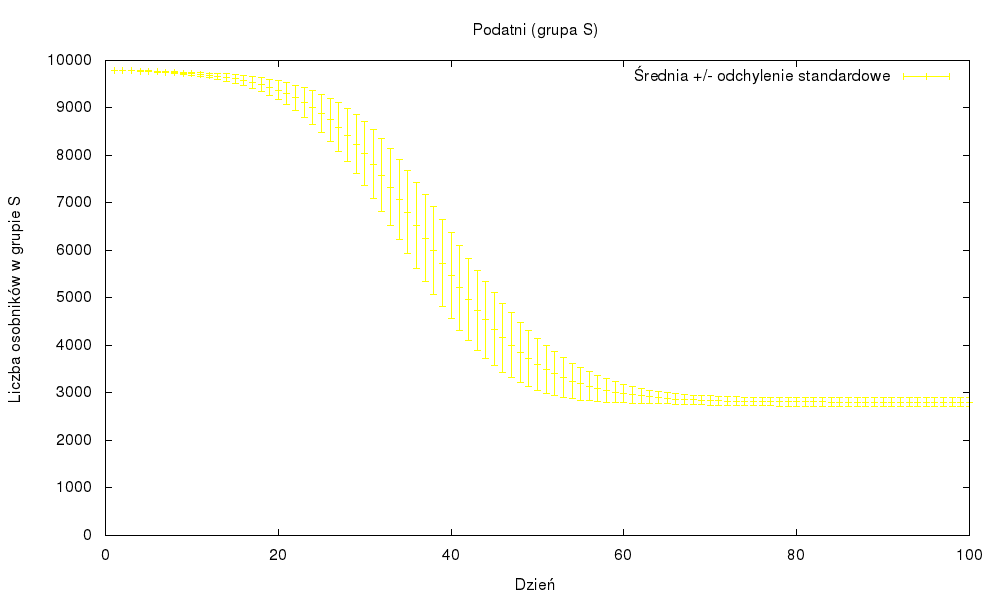 Podatni (grupa S)
Średnia +/- odchylenie standardowe
10000
9000
8000
7000
6000
5000
4000
3000
2000
1000
0
Liczba osobników w grupie S
0 20 40 60 80 100
Dzień